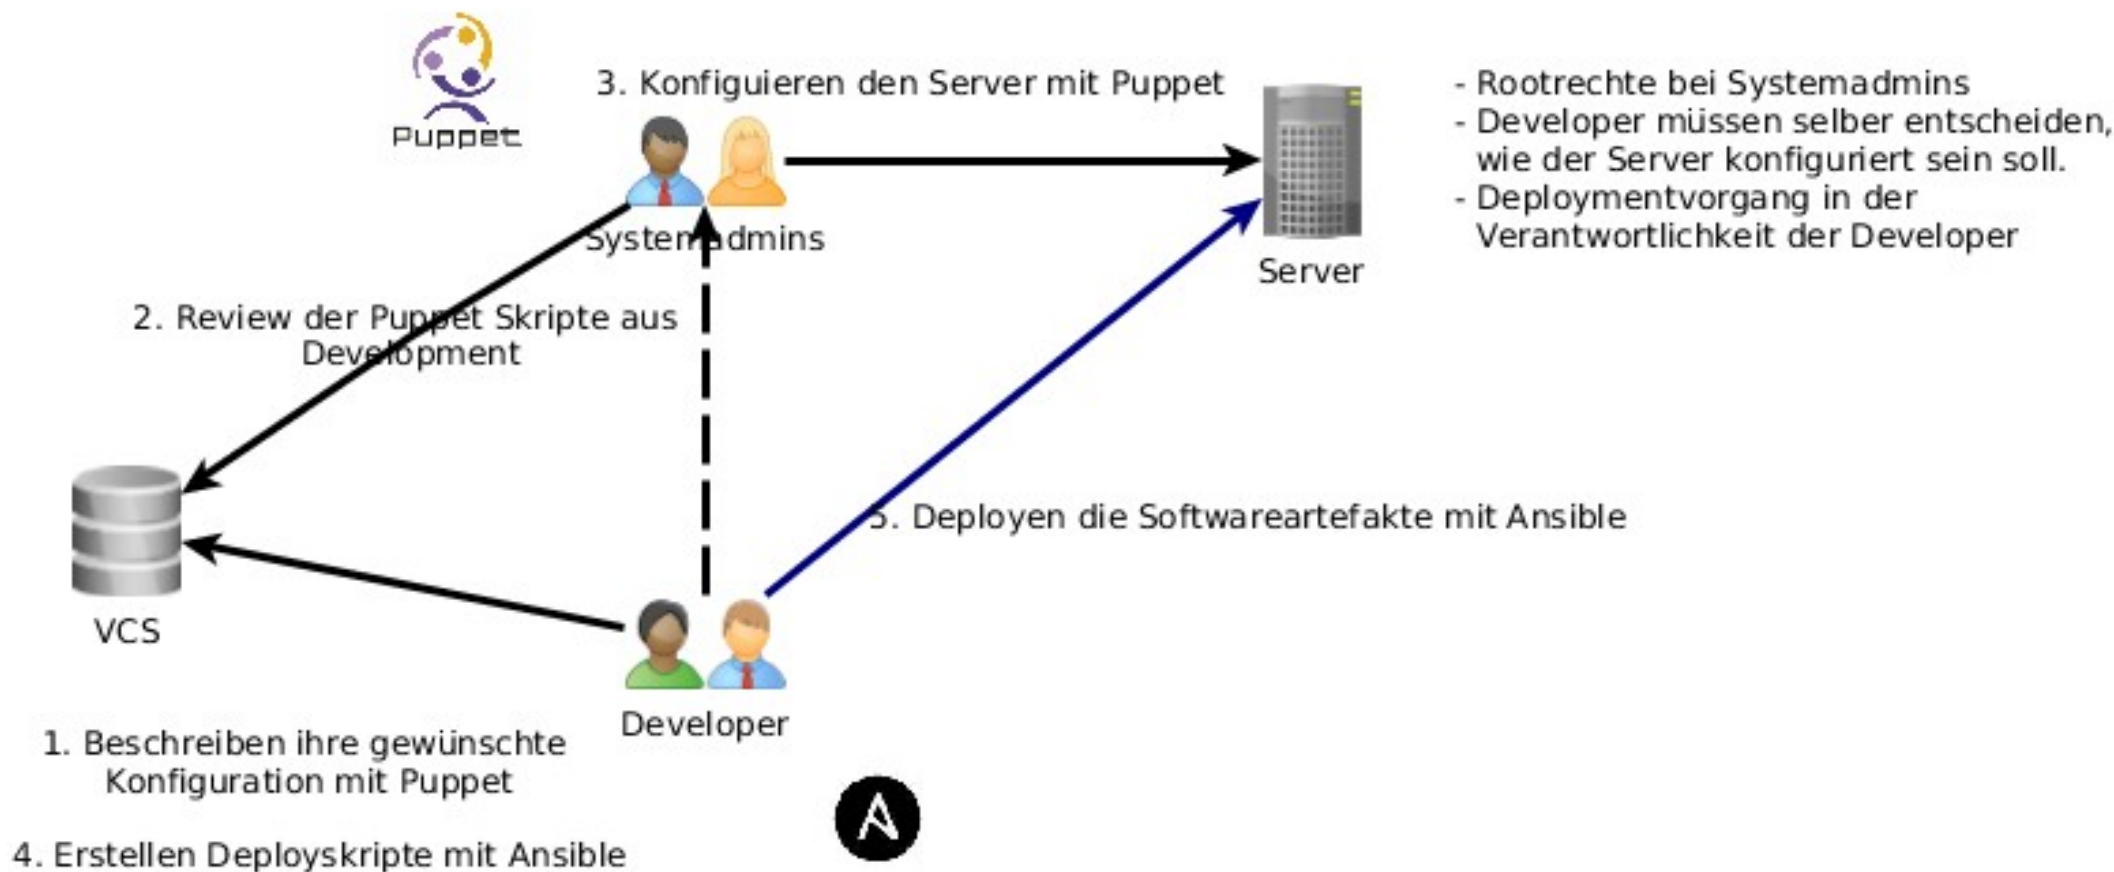 Puppet
3. Konfiguieren den Server mit Puppet
Systemadmins
Server
- Rootrechte bei Systemadmins
- Developer müssen selber entscheiden,
wie der Server konfiguriert sein soll.
- Deploymentvorgang in der
Verantwortlichkeit der Developer
2. Review der Puppet Skripte aus
Development
5. Deployen die Softwareartefakte mit Ansible
VCS
Developer
1. Beschreiben ihre gewünschte
Konfiguration mit Puppet
4. Erstellen Deployskripte mit Ansible
A